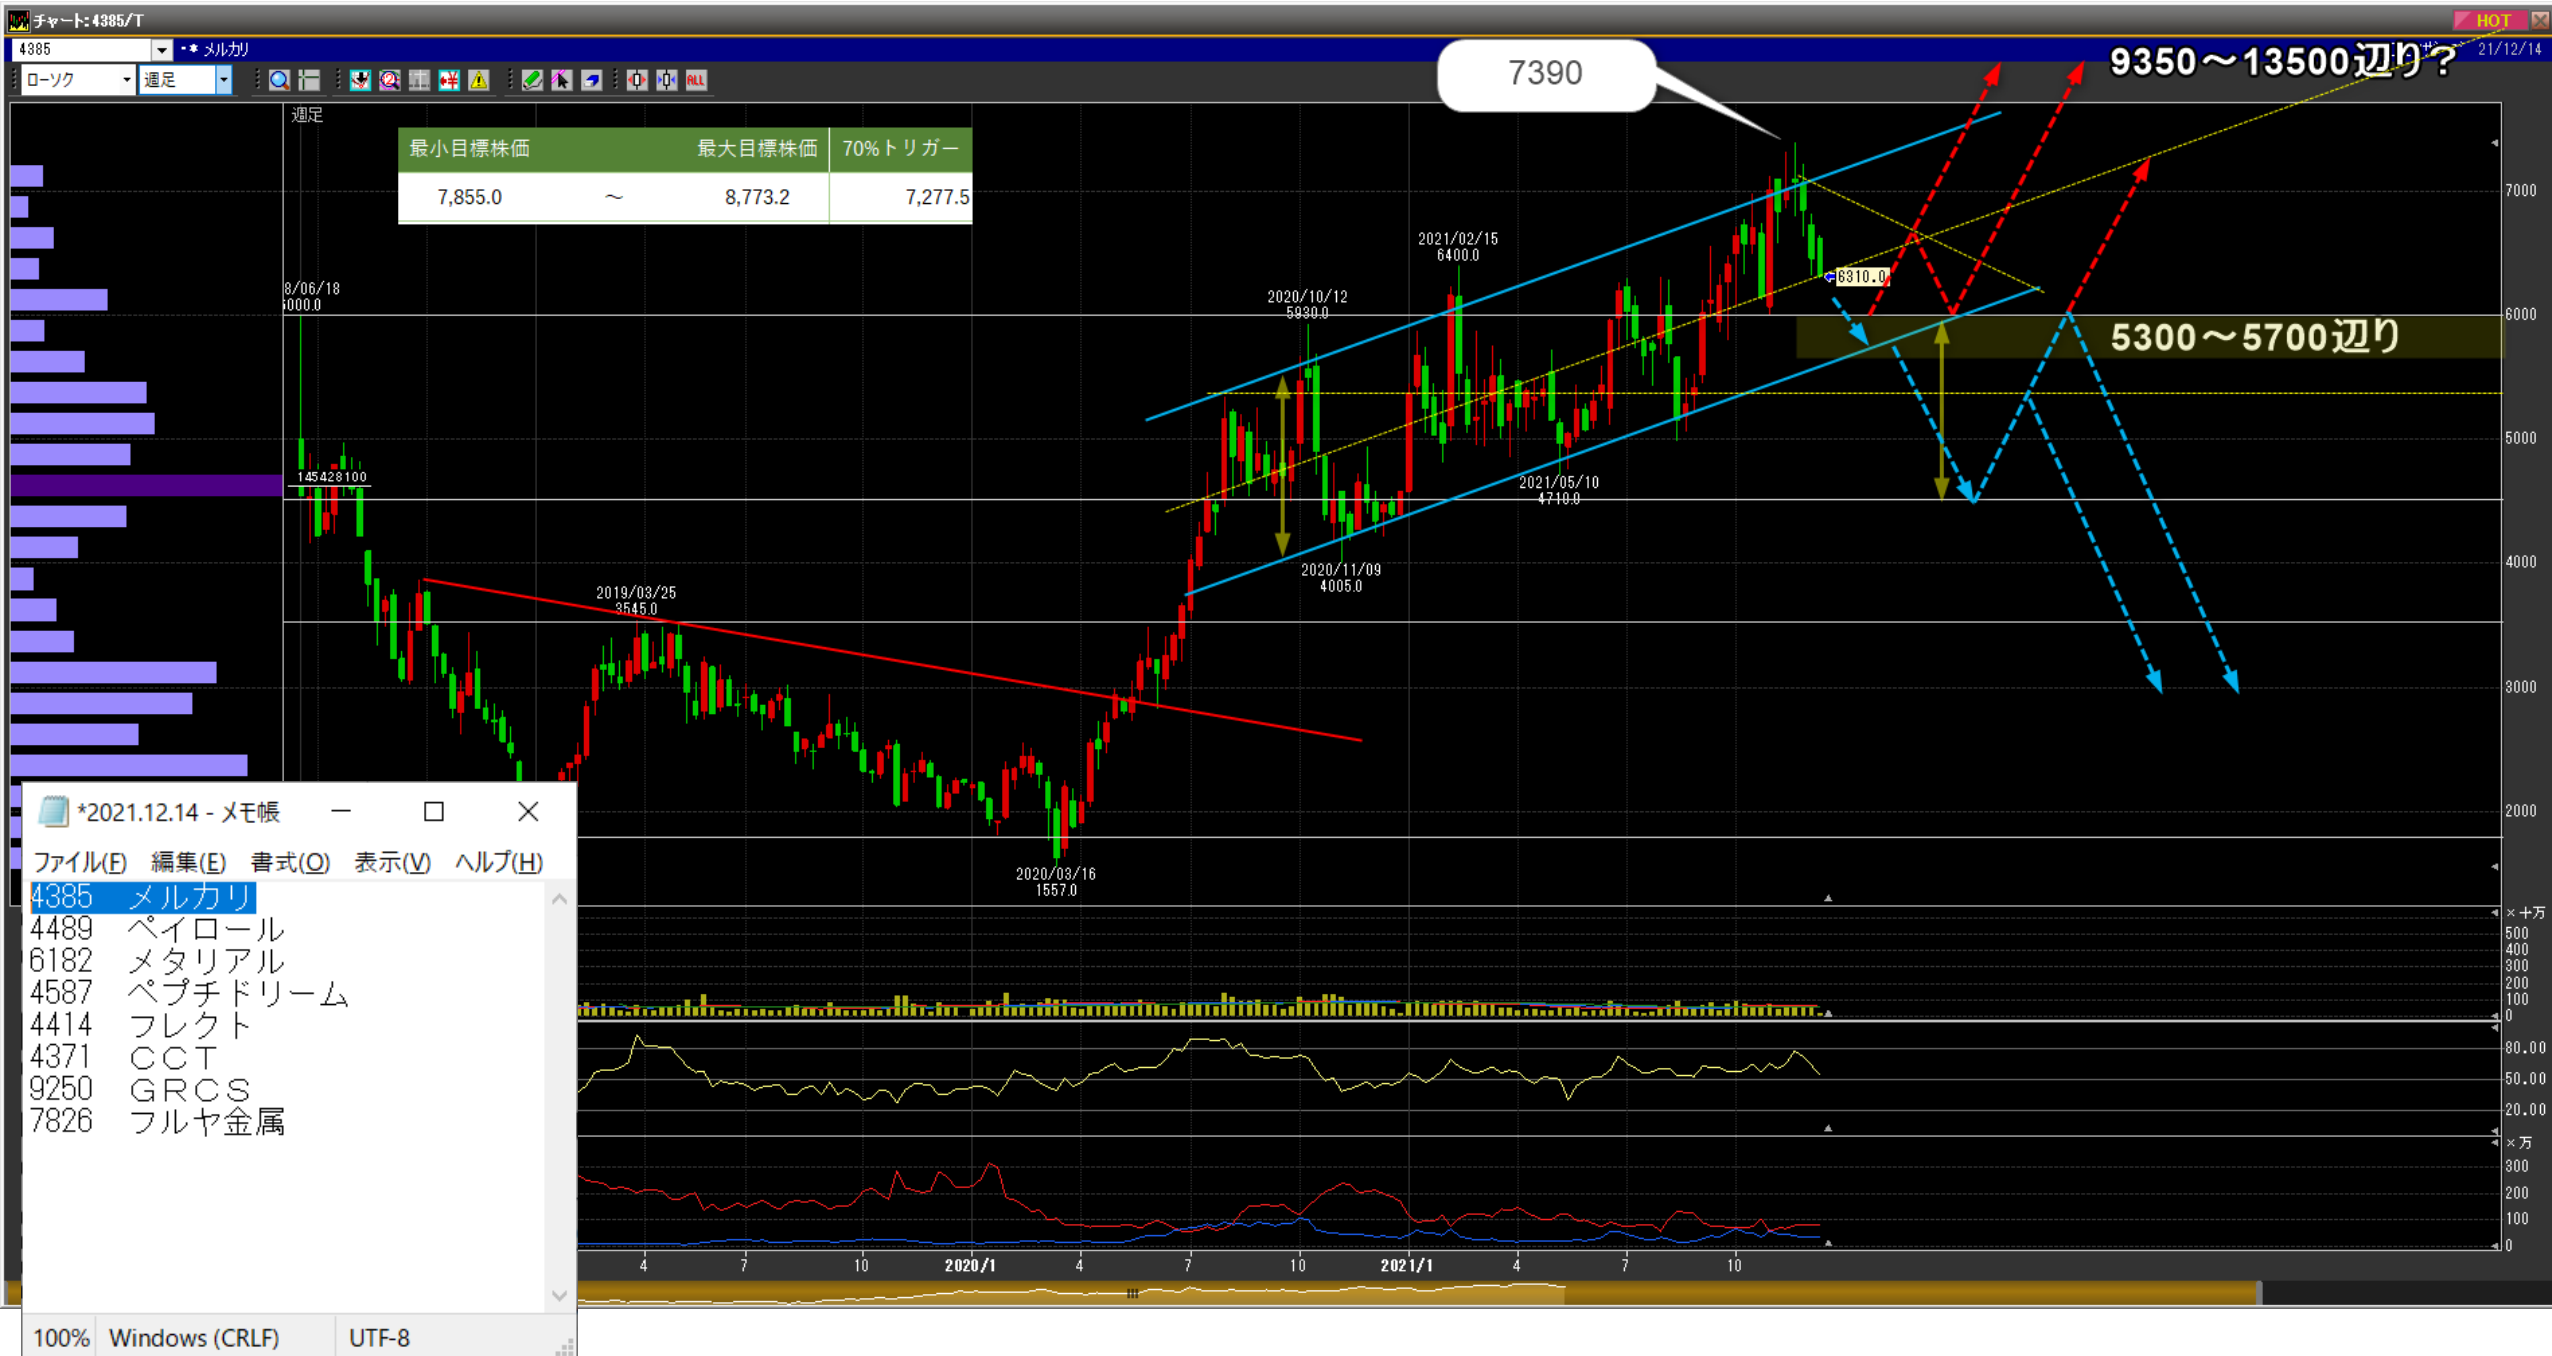 チャート:4385/T
HOT
4385
・* メルカリ
21/12/14
ローソク
週足
ALL
7390
9350～13500辺り？
週足
最小目標株価
最大目標株価
70%トリガー
7,855.0
～
8,773.2
7,277.5
7000
2021/02/15
6400.0
8/06/18
6310.0
2020/10/12
5930.0
6000
5300～5700辺り
5000
145428100
2021/05/10
4710.0
2020/11/09
4005.0
4000
2019/03/25
3545.0
3000
2000
2020/03/16
1557.0
*2021.12.14 - メモ帳
ファイル(F) 編集(E) 書式(O) 表示(V) ヘルプ(H)
4385 メルカリ
4489 ペイロール
6182 メタリアル
4587 ペプチドリーム
4414 フレクト
4371 ＣＣＴ
9250 ＧＲＣＳ
7826 フルヤ金属
100% Windows (CRLF) UTF-8
×十万
500
400
300
200
100
0
80.00
50.00
20.00
×万
300
200
100
0
4
7
10
2020/1
4
7
10
2021/1
4
7
10